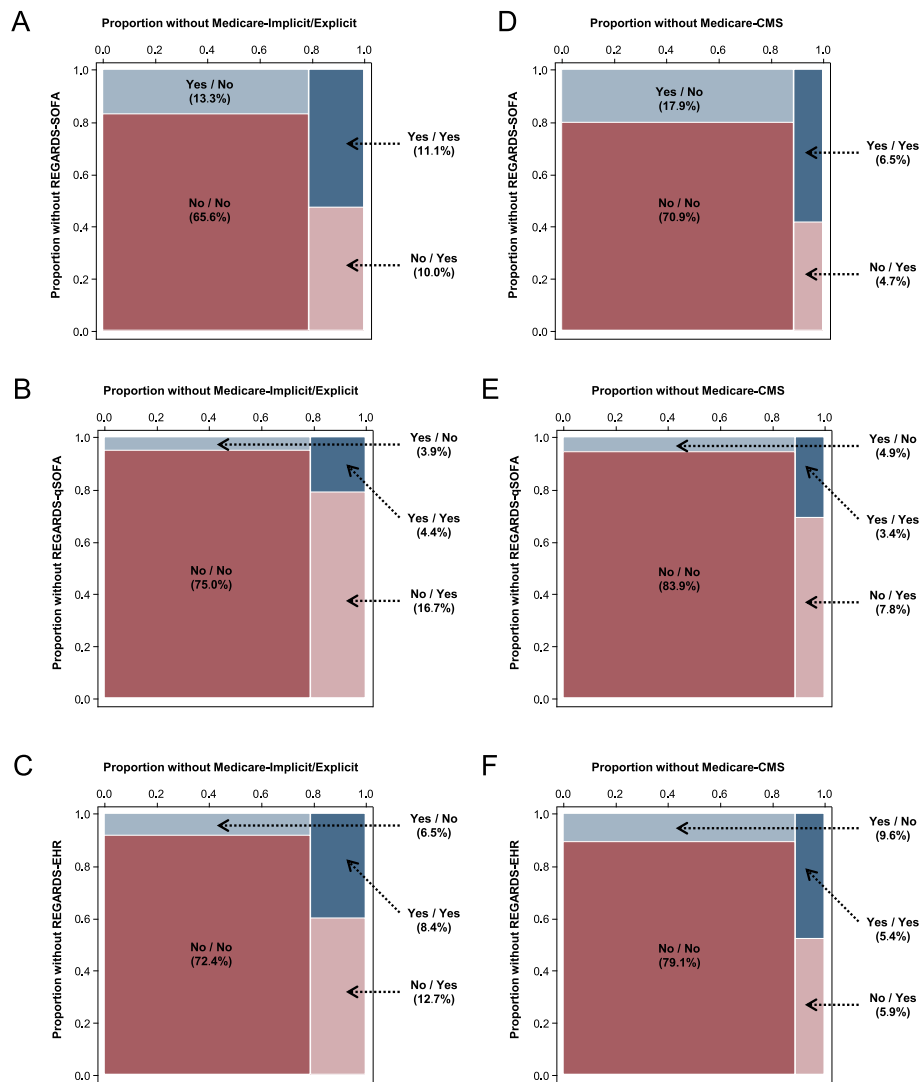 A
Proportion without Medicare-Implicit/Explicit
0.0 0.2 0.4 0.6 0.8 1.0
Proportion without REGARDS-SOFA
1.0
0.8
0.6
0.4
0.2
0.0
Yes / No
(13.3%)
No / No
(65.6%)
Yes / Yes
(11.1%)
No / Yes
(10.0%)
D
Proportion without Medicare-CMS
0.0 0.2 0.4 0.6 0.8 1.0
Proportion without REGARDS-SOFA
1.0
0.8
0.6
0.4
0.2
0.0
Yes / No
(17.9%)
No / No
(70.9%)
Yes / Yes
(6.5%)
No / Yes
(4.7%)
B
Proportion without Medicare-Implicit/Explicit
0.0 0.2 0.4 0.6 0.8 1.0
Proportion without REGARDS-qSOFA
1.0
0.8
0.6
0.4
0.2
0.0
Yes / No
(3.9%)
Yes / Yes
(4.4%)
No / No
(75.0%)
No / Yes
(16.7%)
E
Proportion without Medicare-CMS
0.0 0.2 0.4 0.6 0.8 1.0
Proportion without REGARDS-qSOFA
1.0
0.8
0.6
0.4
0.2
0.0
Yes / No
(4.9%)
Yes / Yes
(3.4%)
No / No
(83.9%)
No / Yes
(7.8%)
C
Proportion without Medicare-Implicit/Explicit
0.0 0.2 0.4 0.6 0.8 1.0
Proportion without REGARDS-EHR
1.0
0.8
0.6
0.4
0.2
0.0
Yes / No
(6.5%)
Yes / Yes
(8.4%)
No / No
(72.4%)
No / Yes
(12.7%)
F
Proportion without Medicare-CMS
0.0 0.2 0.4 0.6 0.8 1.0
Proportion without REGARDS-EHR
1.0
0.8
0.6
0.4
0.2
0.0
Yes / No
(9.6%)
Yes / Yes
(5.4%)
No / No
(79.1%)
No / Yes
(5.9%)